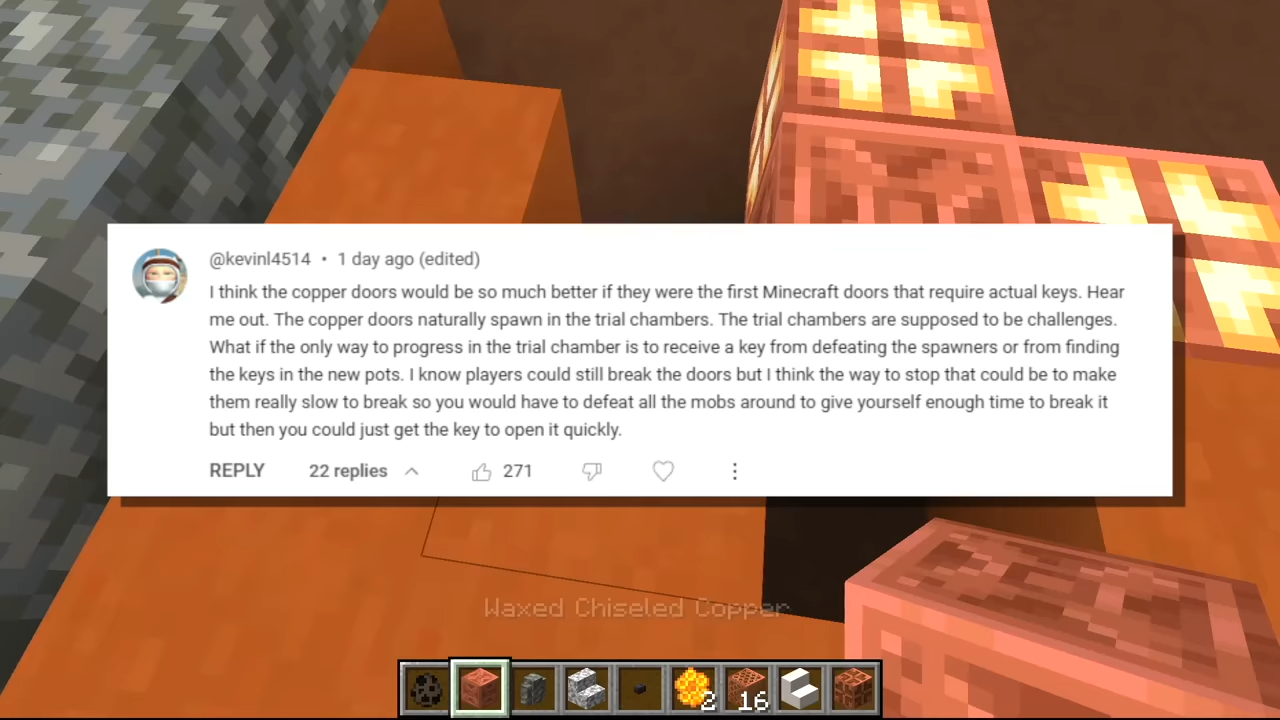 @kevinl4514 • 1 day ago (edited)
I think the copper doors would be so much better if they were the first Minecraft doors that require actual keys. Hear
me out. The copper doors naturally spawn in the trial chambers. The trial chambers are supposed to be challenges.
What if the only way to progress in the trial chamber is to receive a key from defeating the spawners or from finding
the keys in the new pots. I know players could still break the doors but I think the way to stop that could be to make
them really slow to break so you would have to defeat all the mobs around to give yourself enough time to break it
but then you could just get the key to open it quickly.
REPLY 22 replies 271
Waxed Chiseled Copper
2 16